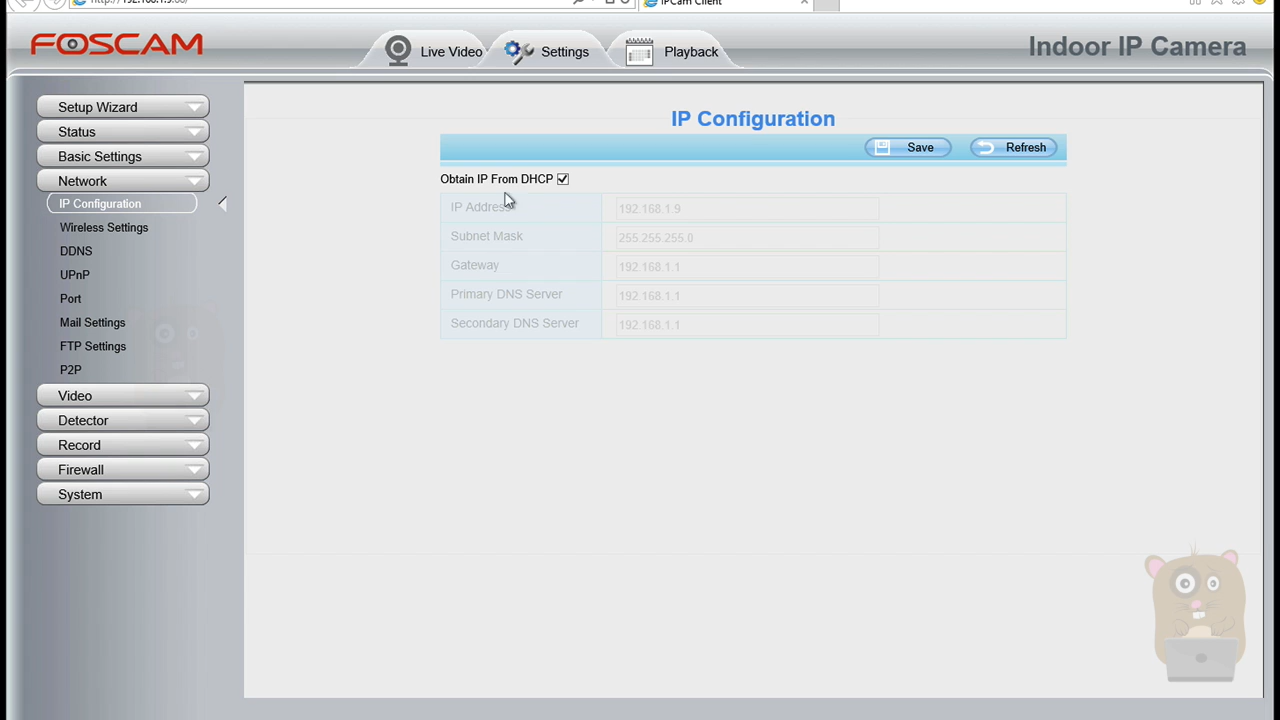 IPCam Client
FOSCAM
Live Video
Settings
Playback
Indoor IP Camera
Setup Wizard
Status
Basic Settings
Network
IP Configuration
Wireless Settings
DDNS
UPnP
Port
Mail Settings
FTP Settings
P2P
Video
Detector
Record
Firewall
System
IP Configuration
Save
Refresh
Obtain IP From DHCP
IP Address
192.168.1.9
Subnet Mask
255.255.255.0
Gateway
192.168.1.1
Primary DNS Server
192.168.1.1
Secondary DNS Server
192.168.1.1